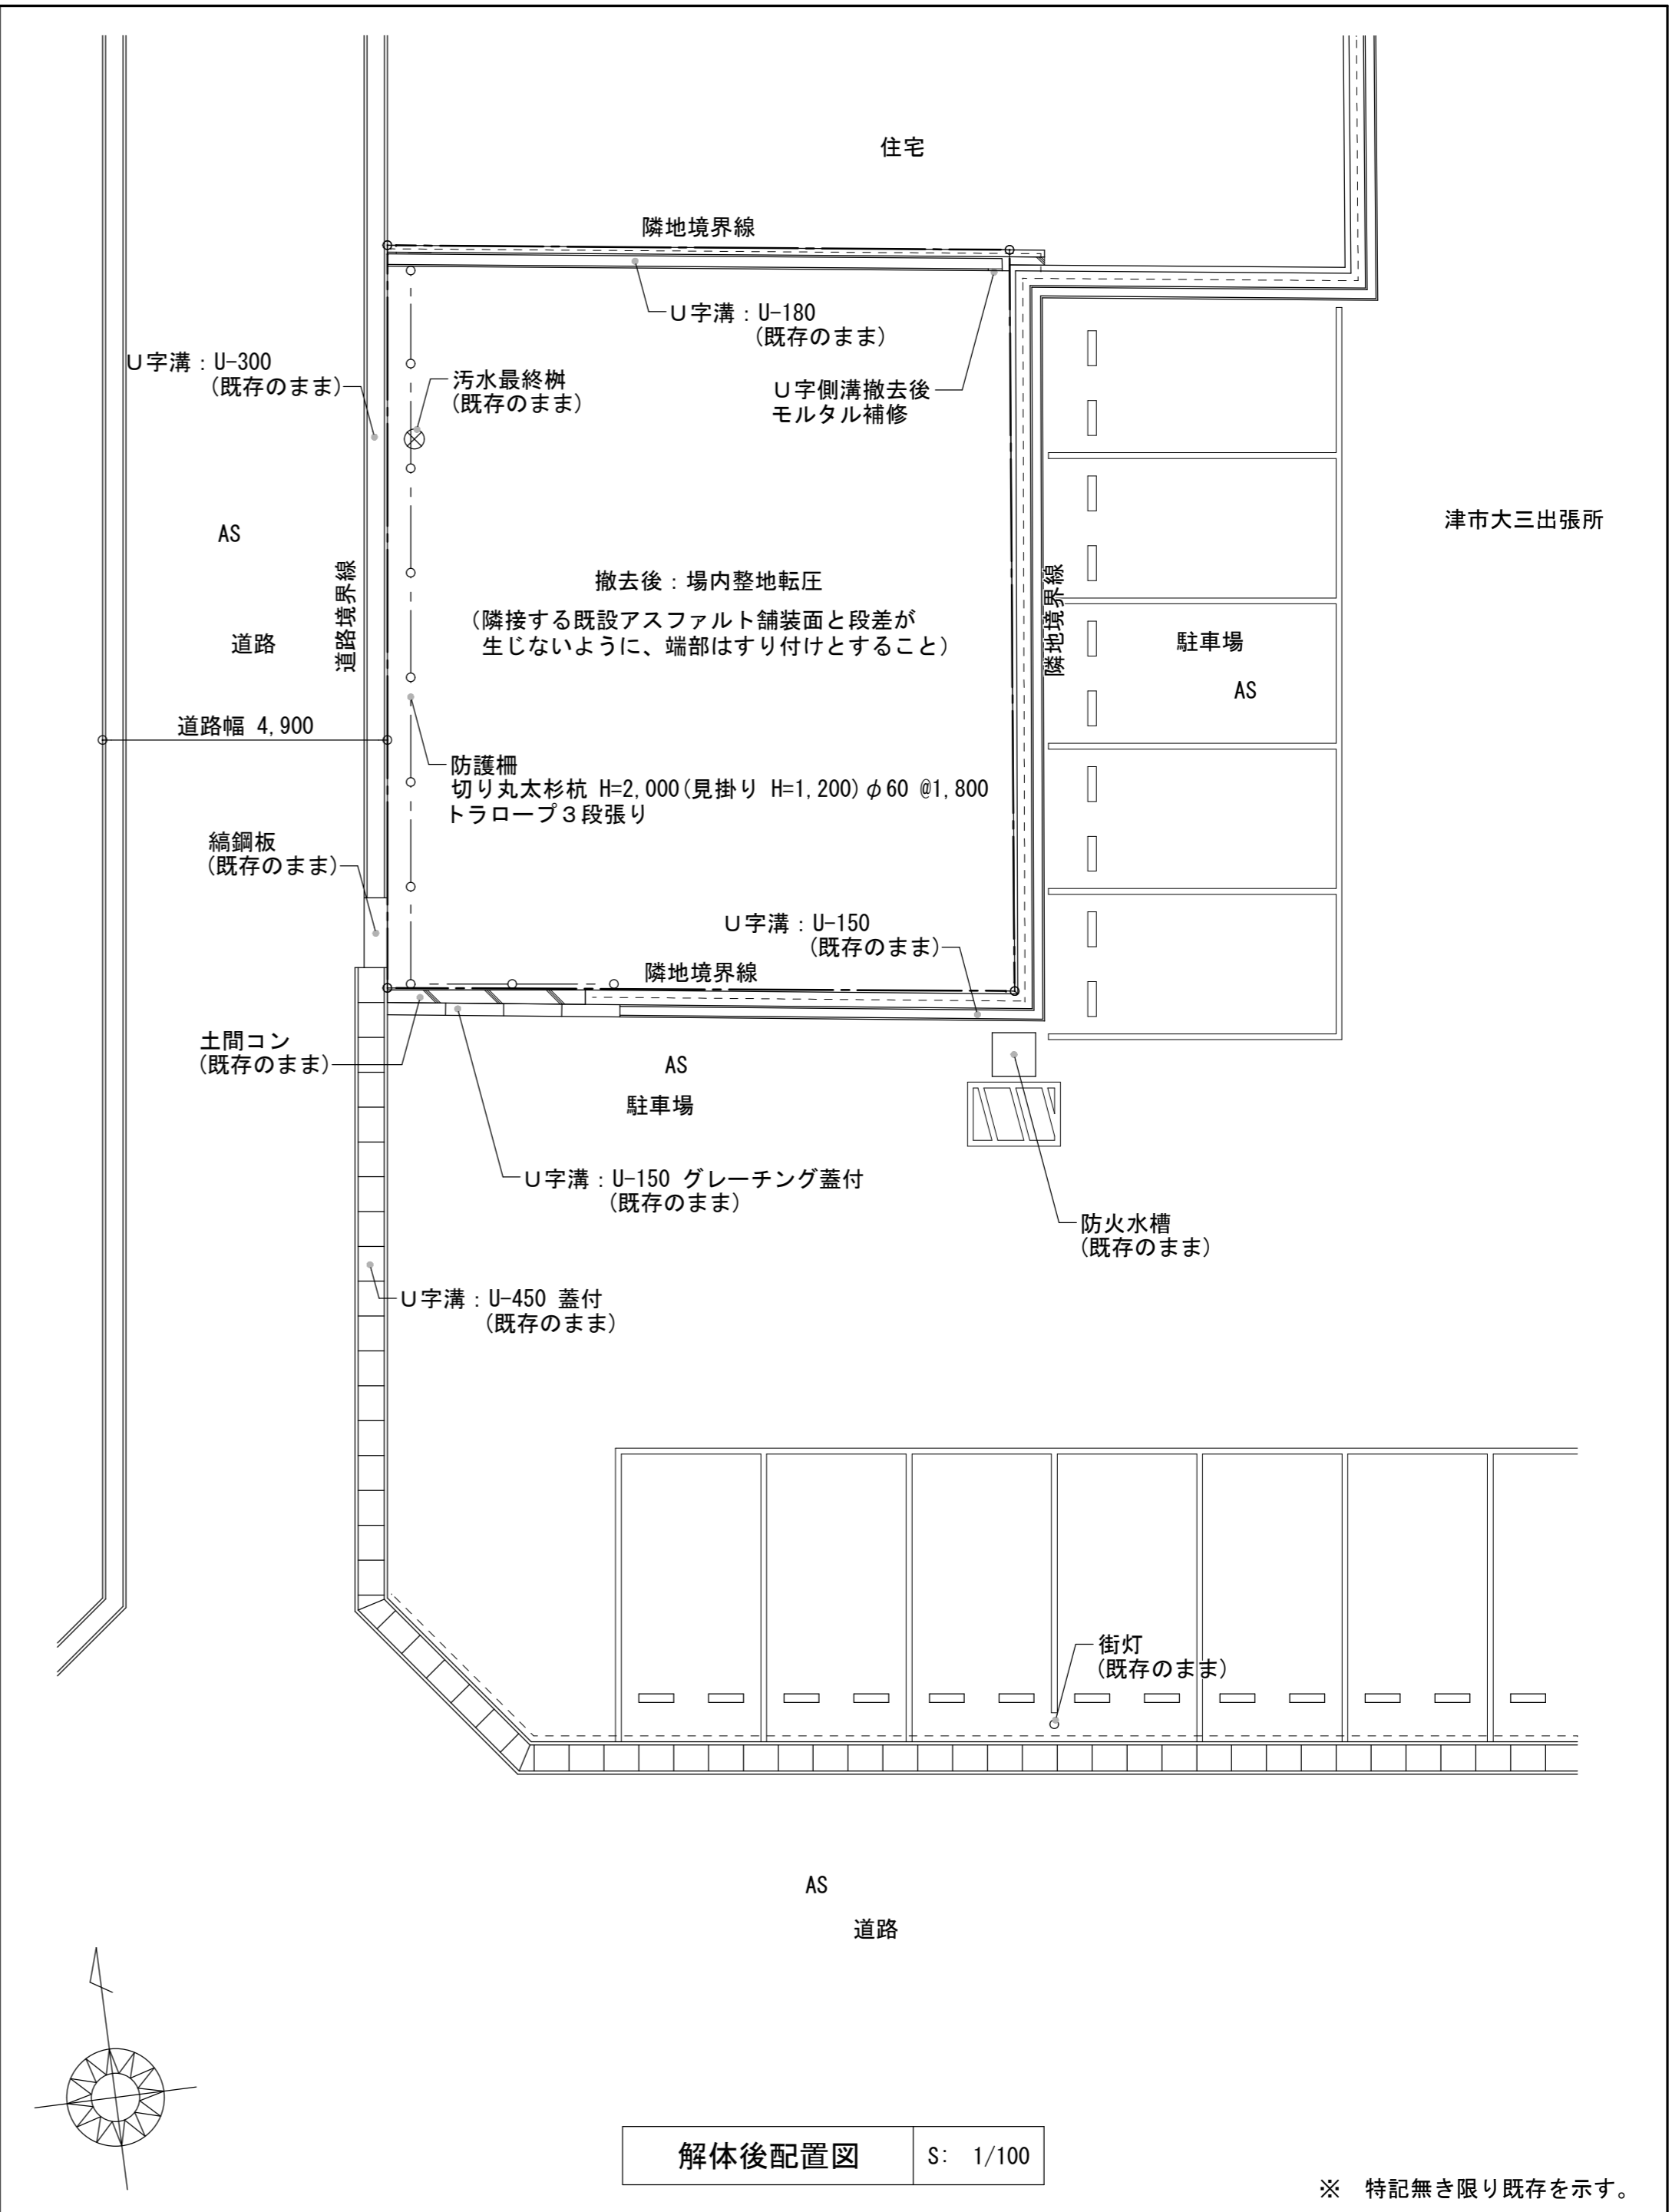 住宅
隣地境界線
U字溝：U-180
(既存のまま)
U字溝：U-300
(既存のまま)
汚水最終桝
(既存のまま)
U字側溝撤去後
モルタル補修
津市大三出張所
AS
道路境界線
撤去後：場内整地転圧
(隣接する既設アスファルト舗装面と段差が
生じないように、端部はすり付けとすること)
隣地境界線
道路
駐車場
AS
道路幅 4,900
防護柵
切り丸太杉杭 H=2,000(見掛り H=1,200)φ60 @1,800
トラロープ３段張り
縞鋼板
(既存のまま)
U字溝：U-150
(既存のまま)
隣地境界線
土間コン
(既存のまま)
AS
駐車場
U字溝：U-150 グレーチング蓋付
(既存のまま)
防火水槽
(既存のまま)
U字溝：U-450 蓋付
(既存のまま)
街灯
(既存のまま)
AS
道路
解体後配置図 S: 1/100
※ 特記無き限り既存を示す。